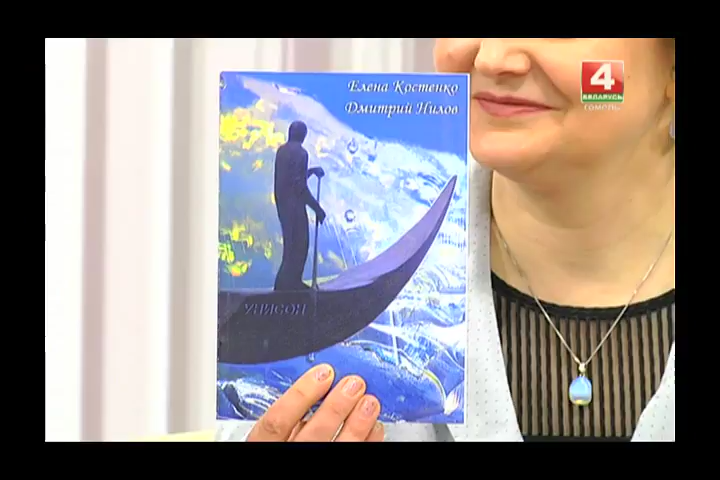 Елена Костенко
Дмитрий Нилов
УНИСОН
4
БЕЛАРУСЬ
ГОМЕЛЬ